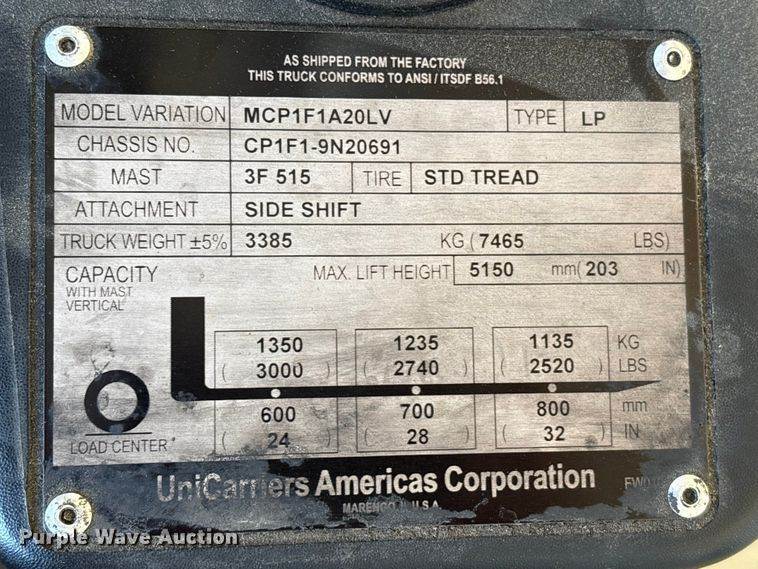 AS SHIPPED FROM THE FACTORY
THIS TRUCK CONFORMS TO ANSI / ITSDF B56.1
MODEL VARIATION MCP1F1A20LV TYPE LP
CHASSIS NO. CP1F1-9N20691
MAST 3F 515 TIRE STD TREAD
ATTACHMENT SIDE SHIFT
TRUCK WEIGHT ±5% 3385 KG ( 7465 LBS)
CAPACITY MAX. LIFT HEIGHT 5150 mm( 203 IN)
WITH MAST
VERTICAL
1350 1235 1135 KG
( 3000 ) ( 2740 ) ( 2520 ) LBS
600 700 800 mm
LOAD CENTER ( 24 ) ( 28 ) ( 32 ) IN
UniCarriers Americas Corporation
MARENGO IL U.S.A.
Purple Wave Auction